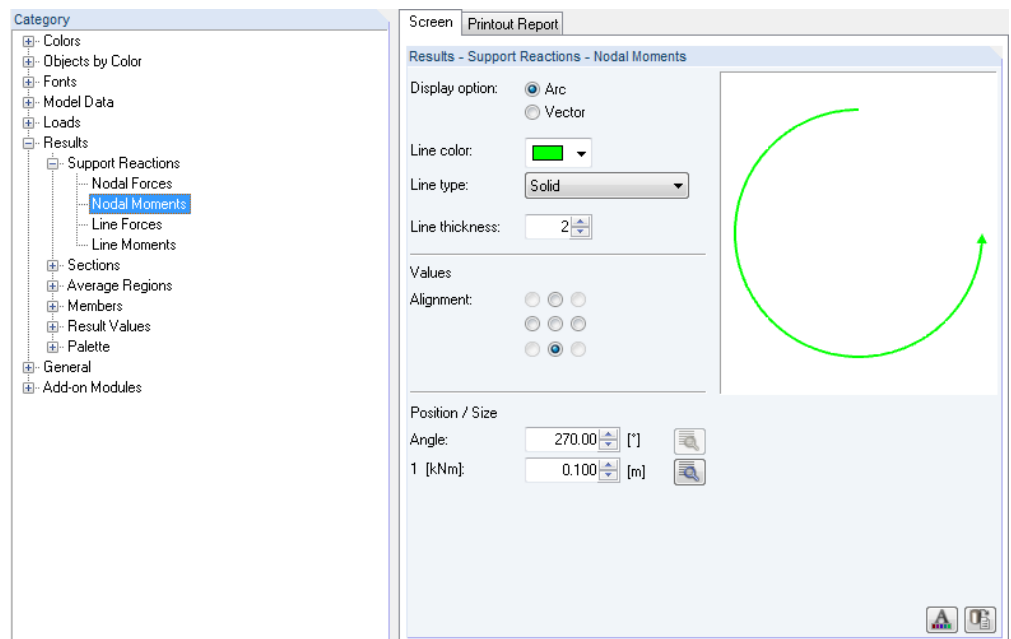 Category
Colors
Objects by Color
Fonts
Model Data
Loads
Results
Support Reactions
Nodal Forces
Nodal Moments
Line Forces
Line Moments
Sections
Average Regions
Members
Result Values
Palette
General
Add-on Modules
Screen
Printout Report
Results - Support Reactions - Nodal Moments
Display option:
Arc
Vector
Line color:
Line type:
Solid
Line thickness:
2
Values
Alignment:
Position / Size
Angle:
270.00
[°]
1 [kNm]:
0.100
[m]
A